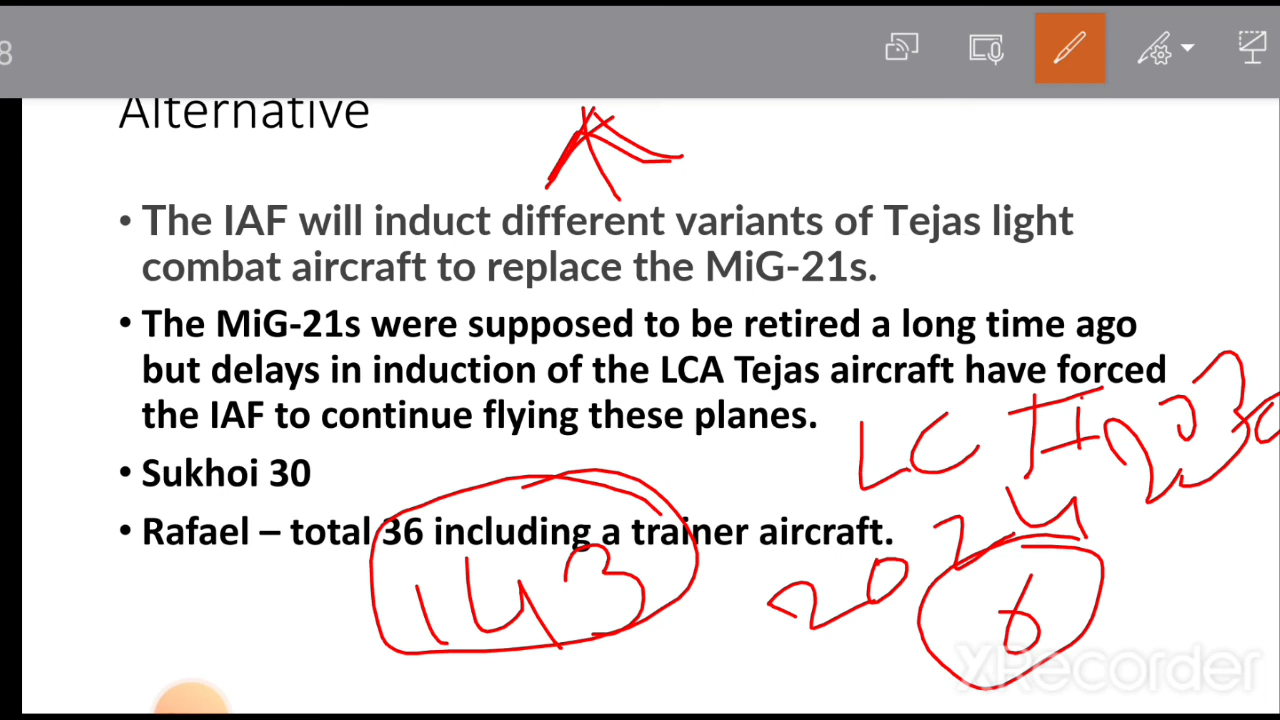 8
Alternative
• The IAF will induct different variants of Tejas light
combat aircraft to replace the MiG-21s.
• The MiG-21s were supposed to be retired a long time ago
but delays in induction of the LCA Tejas aircraft have forced
the IAF to continue flying these planes.
LC
• Sukhoi 30
• Rafael – total 36 including a trainer aircraft.
143
2024
6
XRecorder